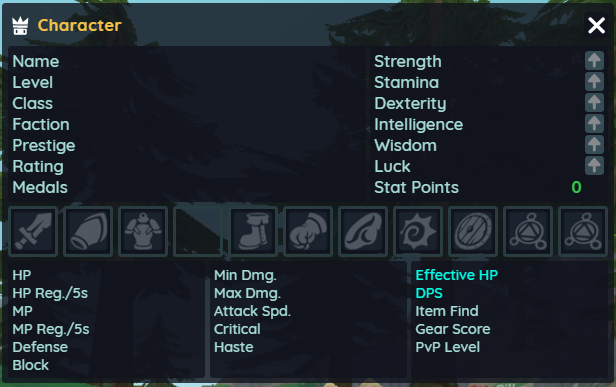 Character
Name
Level
Class
Faction
Prestige
Rating
Medals
Strength
Stamina
Dexterity
Intelligence
Wisdom
Luck
Stat Points 0
HP
HP Reg./5s
MP
MP Reg./5s
Defense
Block
Min Dmg.
Max Dmg.
Attack Spd.
Critical
Haste
Effective HP
DPS
Item Find
Gear Score
PvP Level